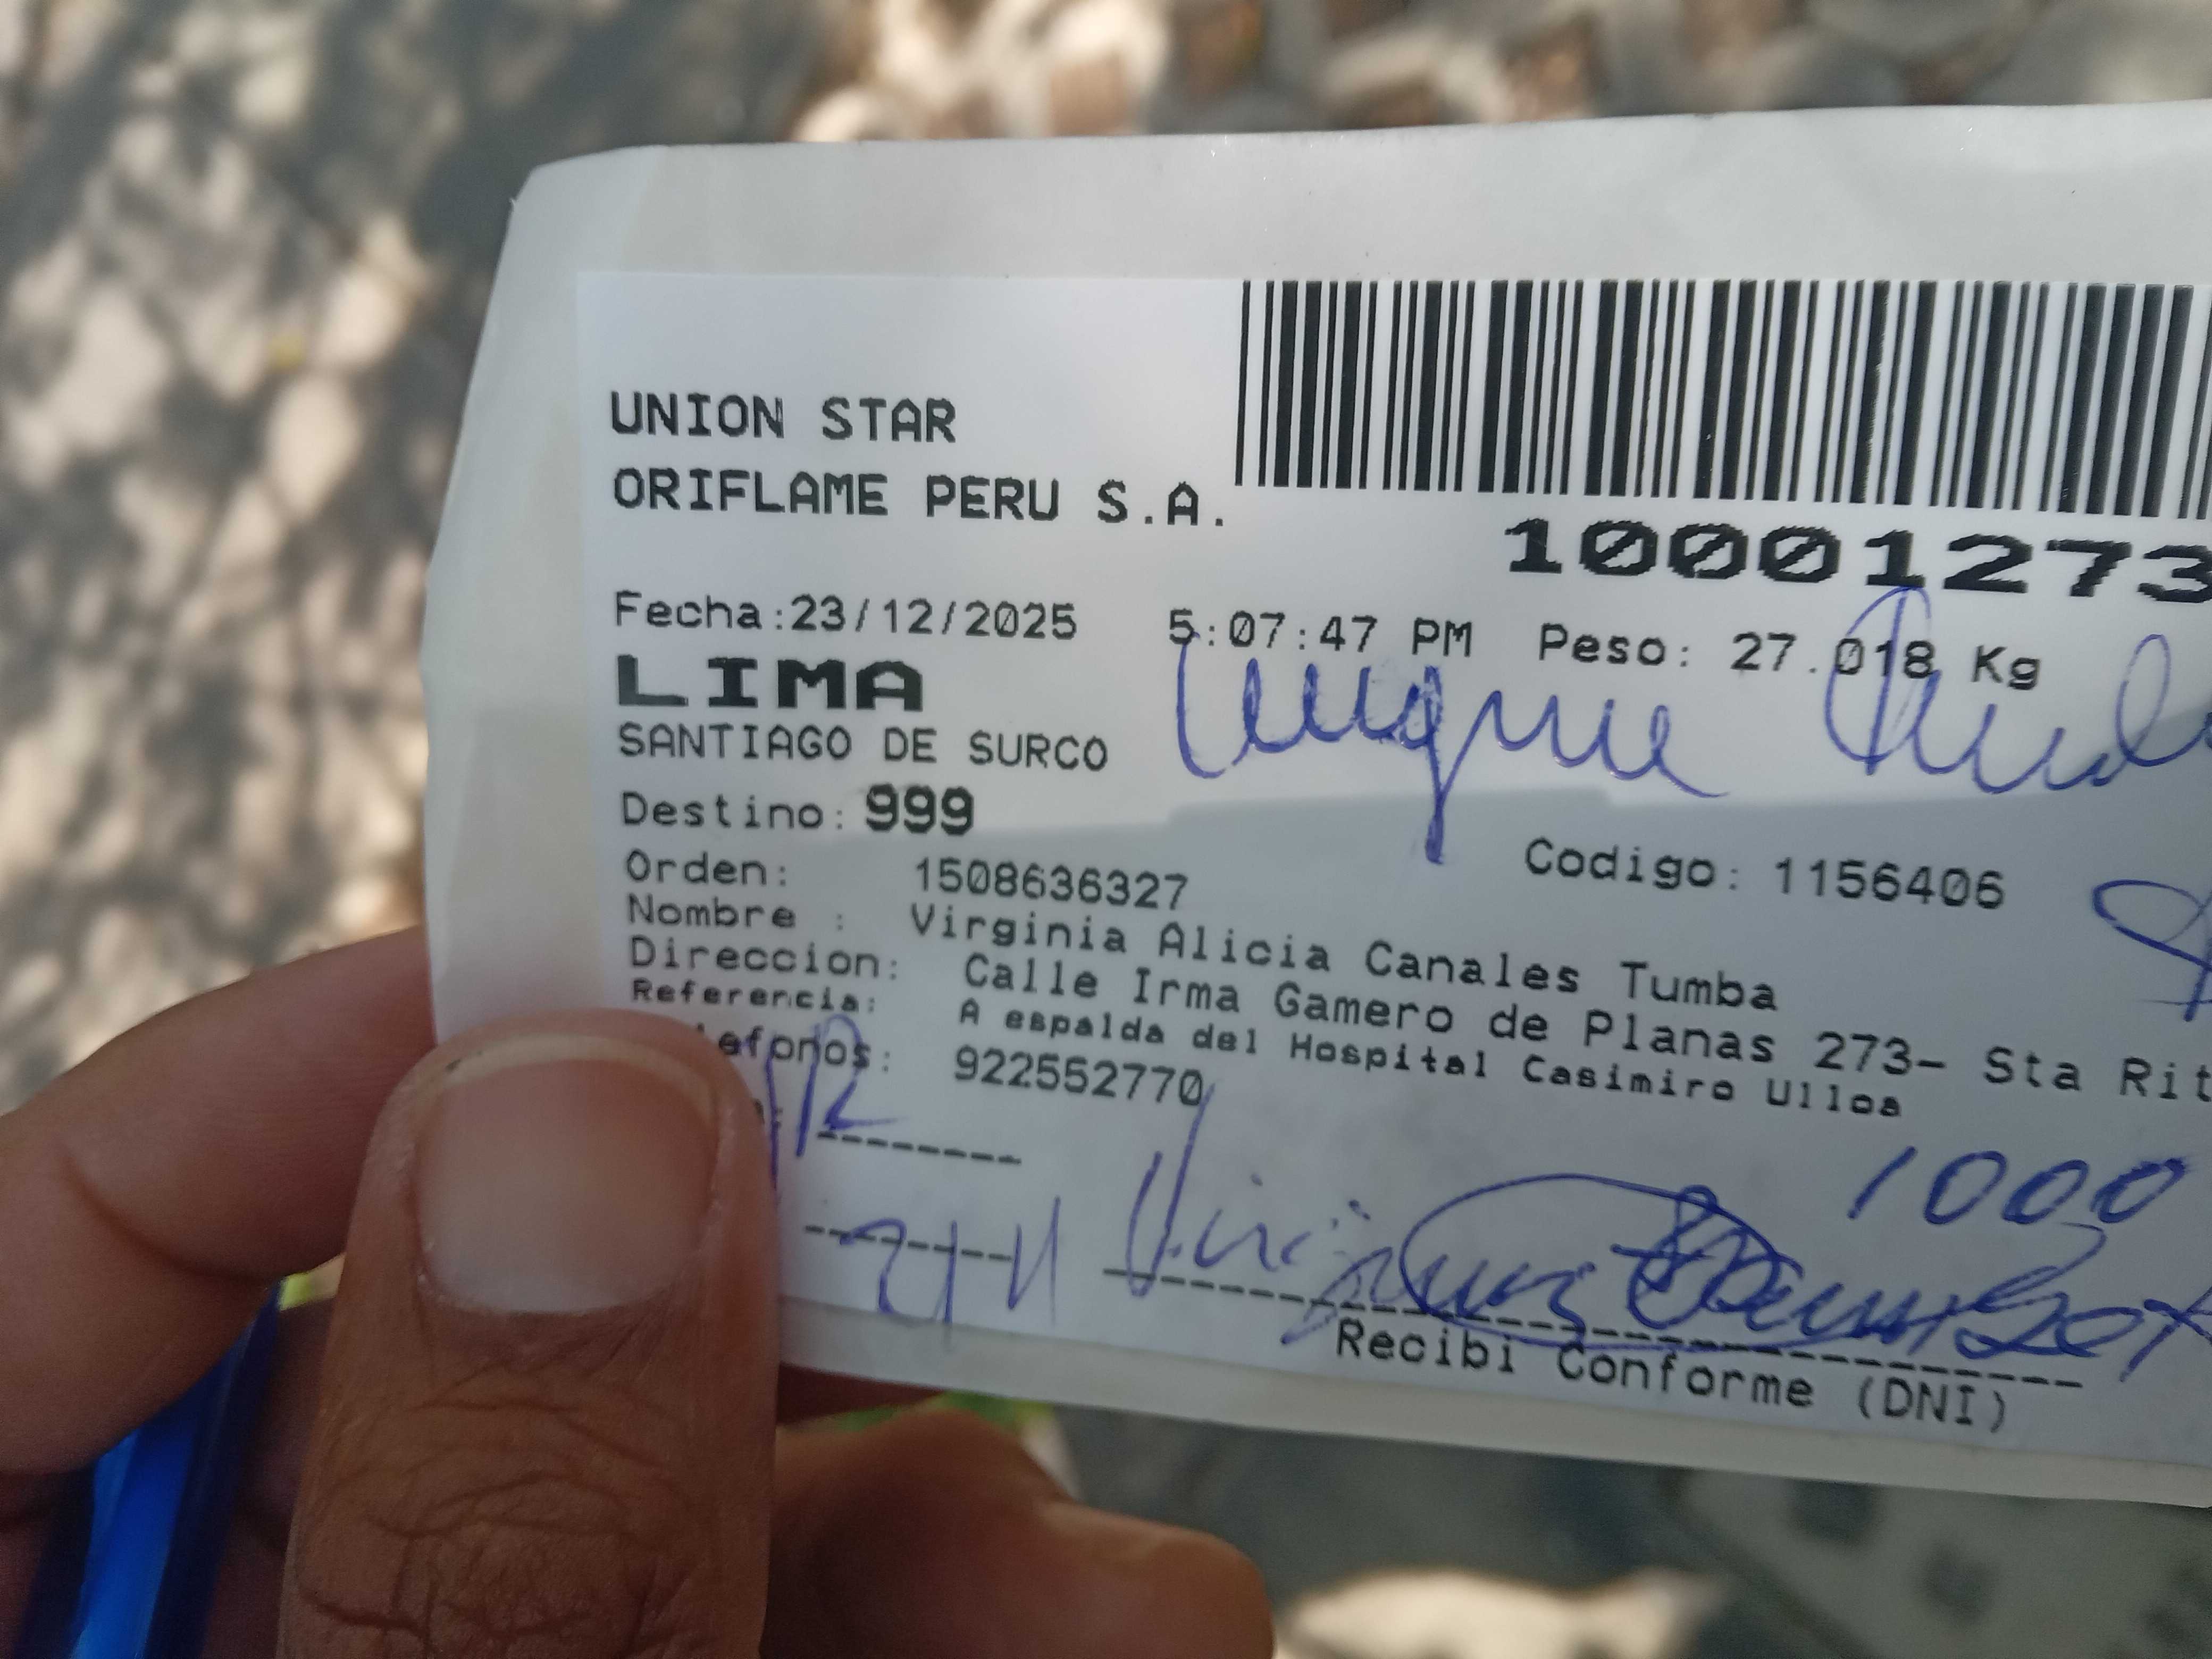 UNION STAR
ORIFLAME PERU S.A.
10001273
Fecha:23/12/2025 5:07:47 PM Peso: 27.018 Kg
LIMA
SANTIAGO DE SURCO
Destino: 999
Orden: 1508636327 Codigo: 1156406
Nombre : Virginia Alicia Canales Tumba
Direccion: Calle Irma Gamero de Planas 273- Sta Rit
Referencia: A espalda del Hospital Casimiro Ulloa
efonos: 922552770
1000
Recibi Conforme (DNI)